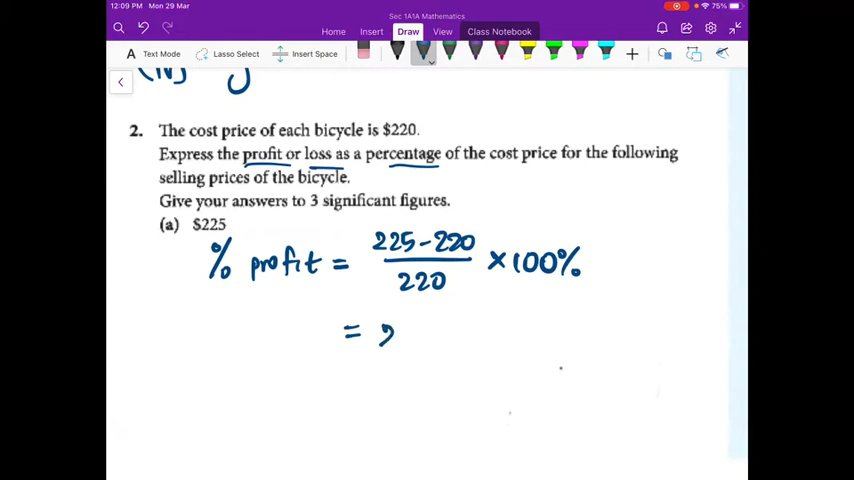 12:09 PM Mon 29 Mar
75%
Sec 1A1A Mathematics
Home Insert Draw View Class Notebook
A Text Mode Lasso Select Insert Space
(iv)
2. The cost price of each bicycle is $220.
Express the profit or loss as a percentage of the cost price for the following
selling prices of the bicycle.
Give your answers to 3 significant figures.
(a) $225
% profit = 225-220 / 220 ×100%
=